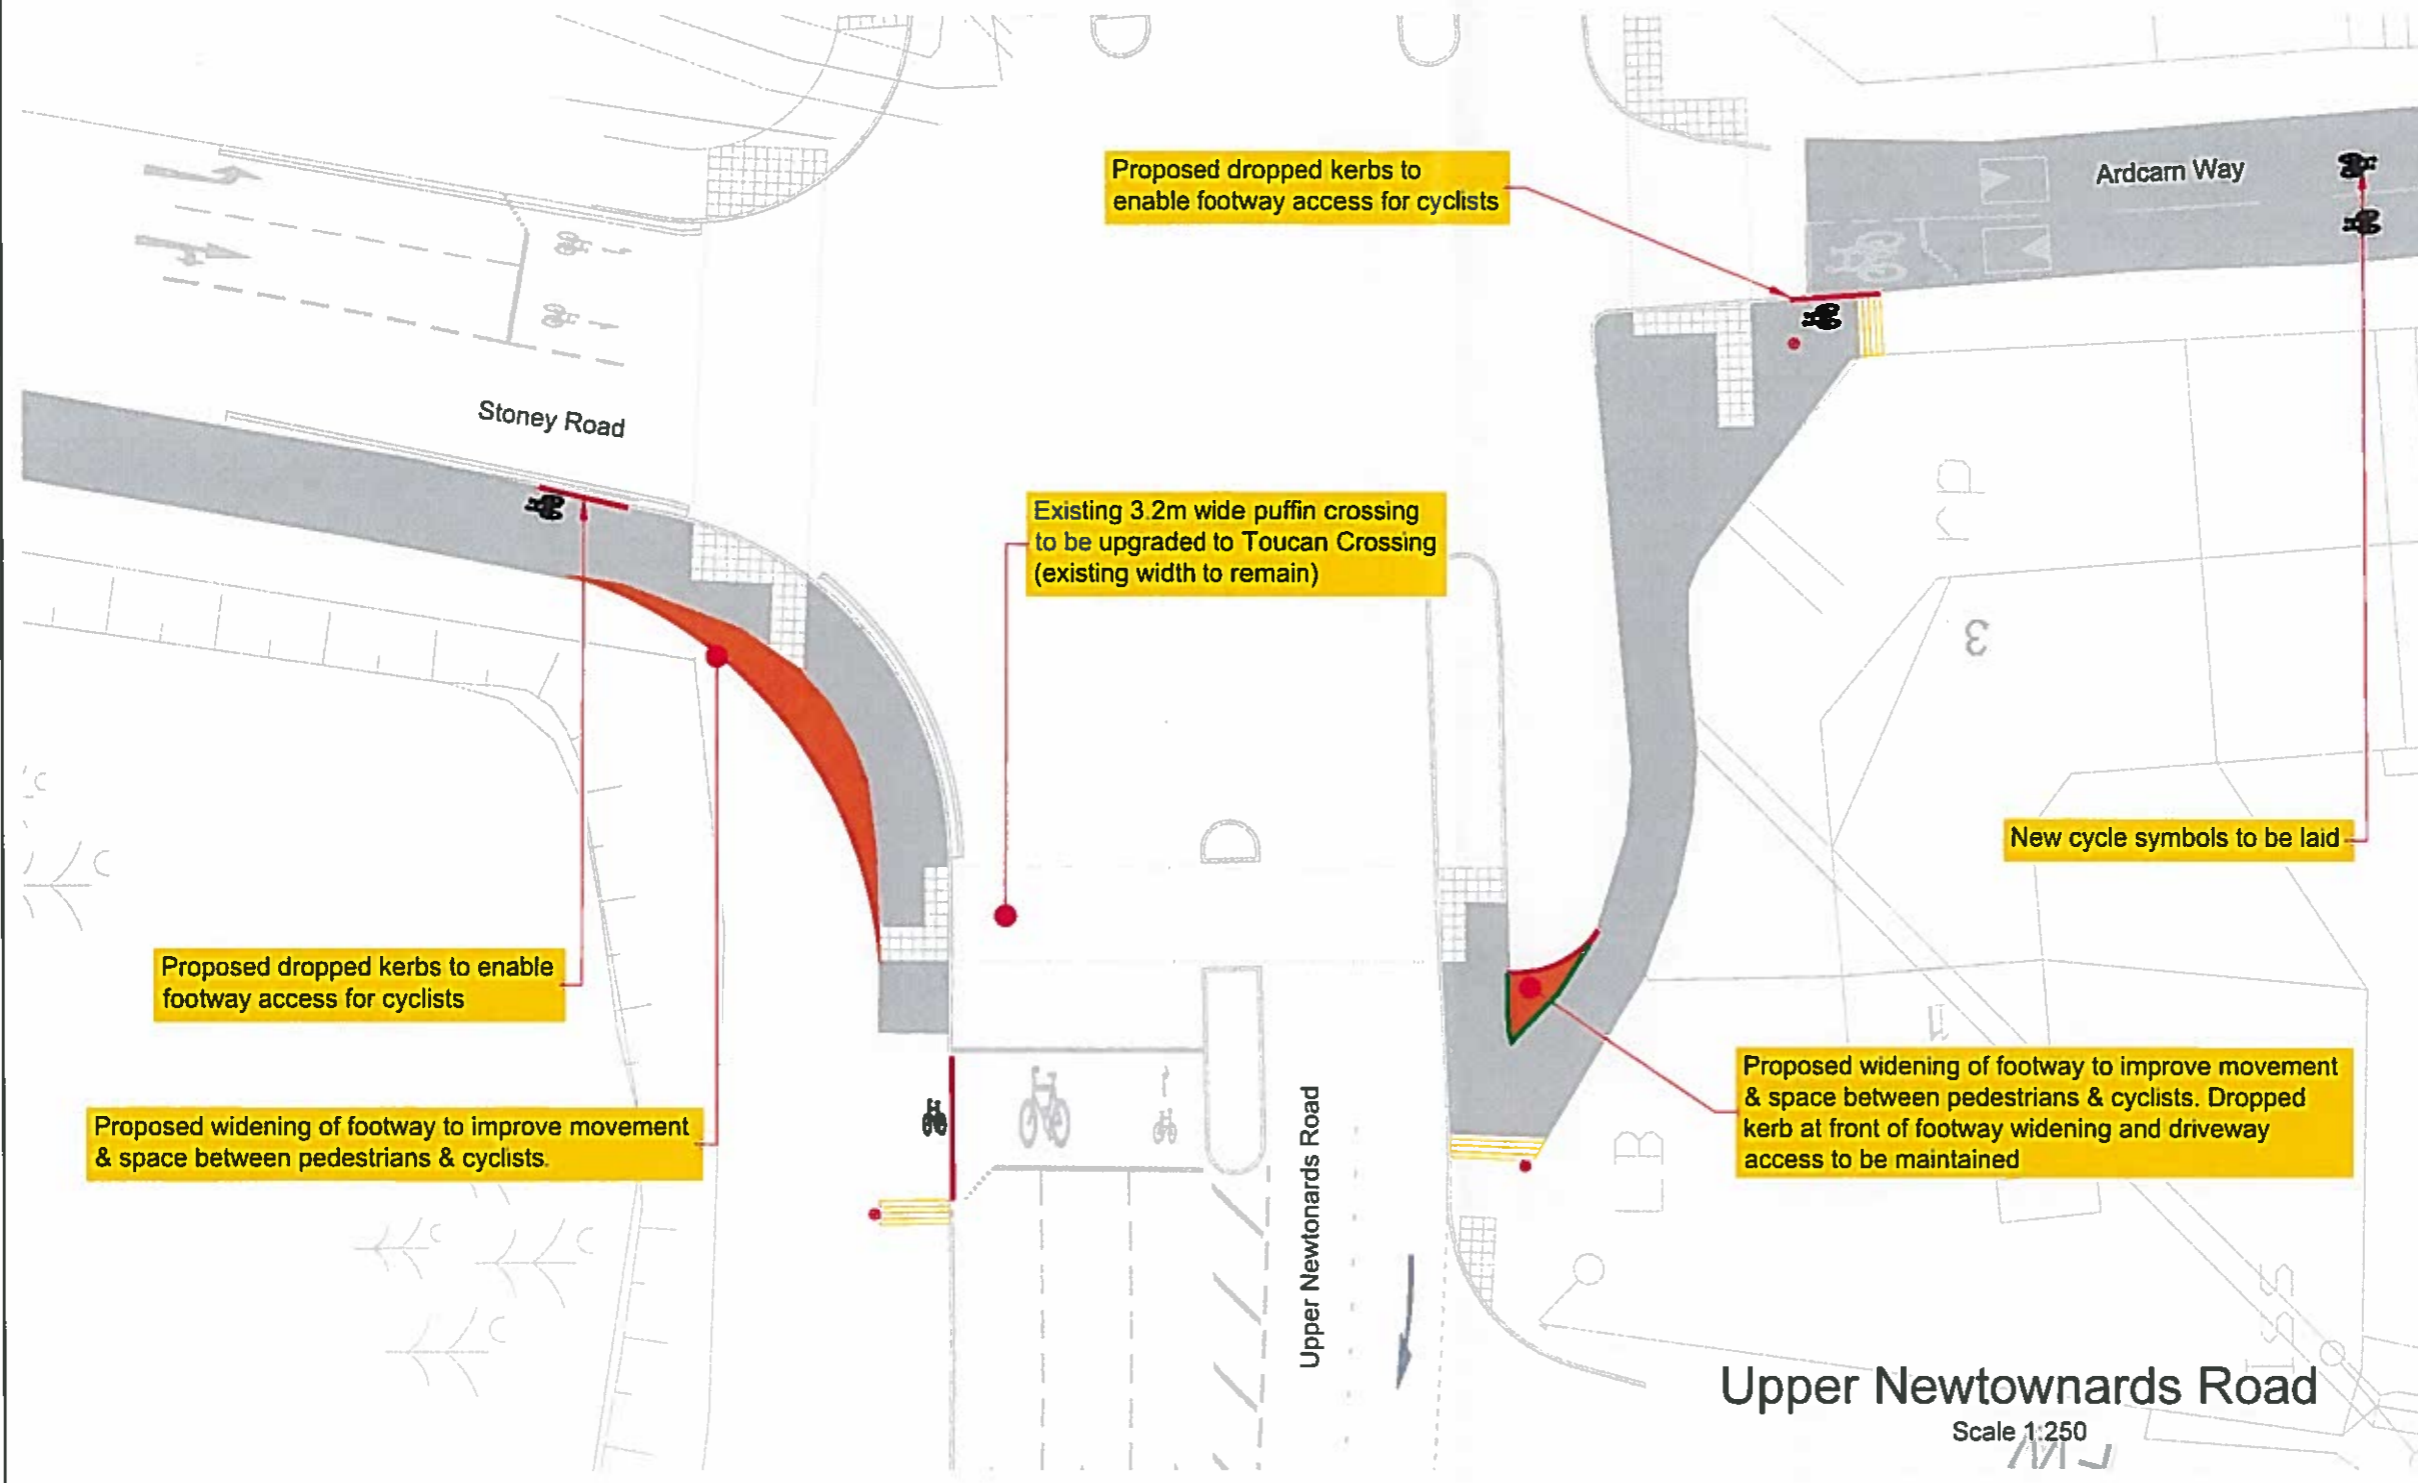 Proposed dropped kerbs to
enable footway access for cyclists
Ardcarn Way
Stoney Road
Existing 3.2m wide puffin crossing
to be upgraded to Toucan Crossing
(existing width to remain)
3
New cycle symbols to be laid
Proposed dropped kerbs to enable
footway access for cyclists
Proposed widening of footway to improve movement
& space between pedestrians & cyclists.
Proposed widening of footway to improve movement
& space between pedestrians & cyclists. Dropped
kerb at front of footway widening and driveway
access to be maintained
1
LB
Upper Newtonards Road
Upper Newtownards Road
Scale 1:250